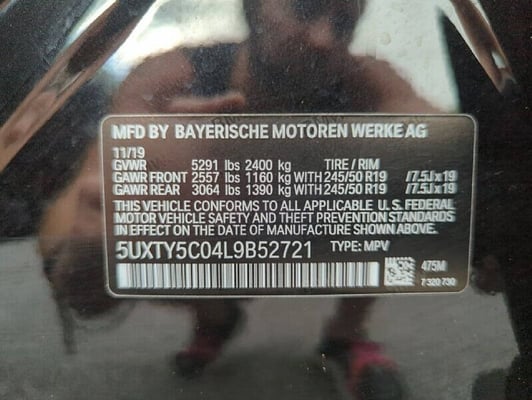 MFD BY BAYERISCHE MOTOREN WERKE AG
11/19
GVWR 5291 lbs 2400 kg TIRE / RIM
GAWR FRONT 2557 lbs 1160 kg WITH 245/50 R19 /7.5Jx19
GAWR REAR 3064 lbs 1390 kg WITH 245/50 R19 /7.5Jx19
THIS VEHICLE CONFORMS TO ALL APPLICABLE U.S. FEDERAL
MOTOR VEHICLE SAFETY AND THEFT PREVENTION STANDARDS
IN EFFECT ON THE DATE OF MANUFACTURE SHOWN ABOVE.
5UXTY5C04L9B52721 TYPE: MPV
475M
7 320 730